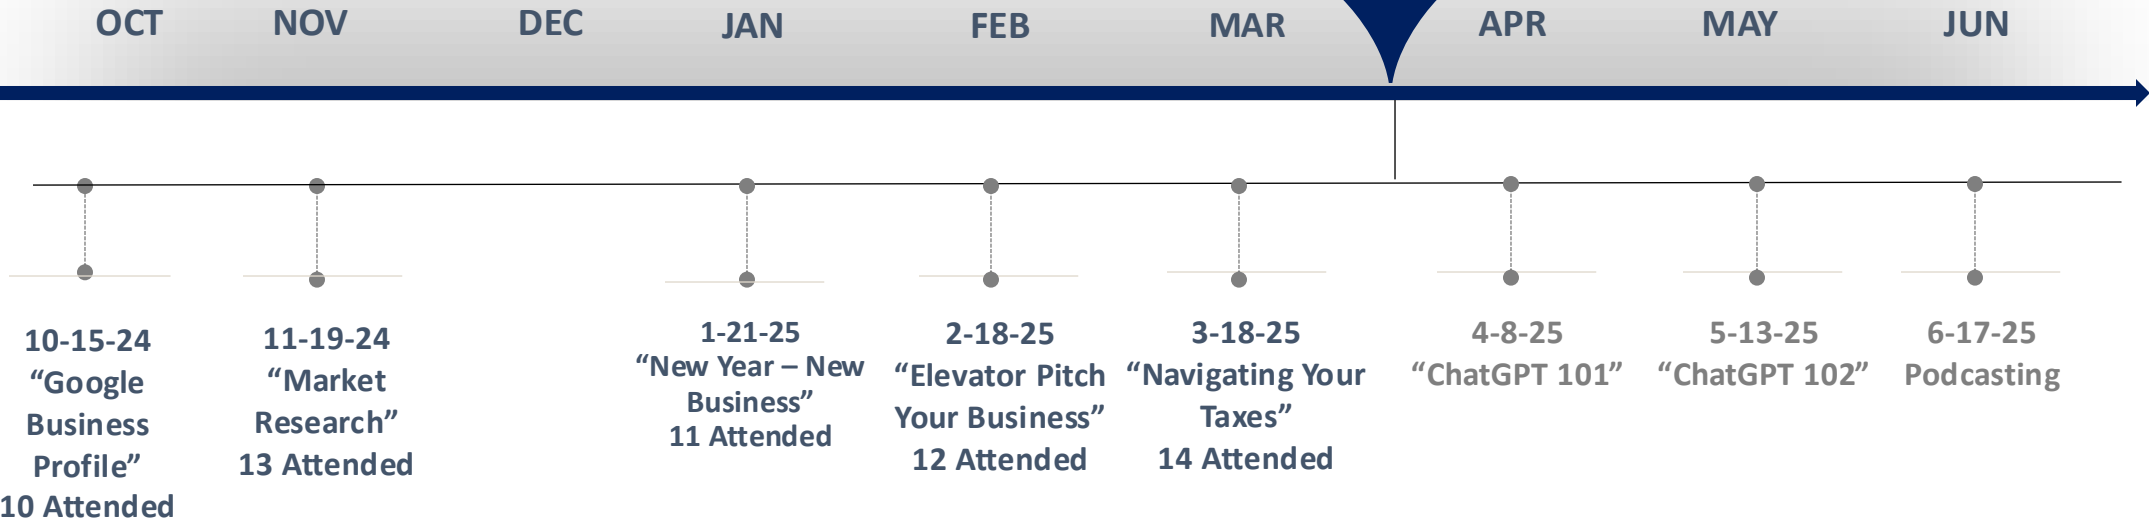 OCT
NOV
DEC
JAN
FEB
MAR
APR
MAY
JUN
10-15-24
“Google
Business
Profile”
10 Attended
11-19-24
“Market
Research”
13 Attended
1-21-25
“New Year – New
Business”
11 Attended
2-18-25
“Elevator Pitch
Your Business”
12 Attended
3-18-25
“Navigating Your
Taxes”
14 Attended
4-8-25
“ChatGPT 101”
5-13-25
“ChatGPT 102”
6-17-25
Podcasting